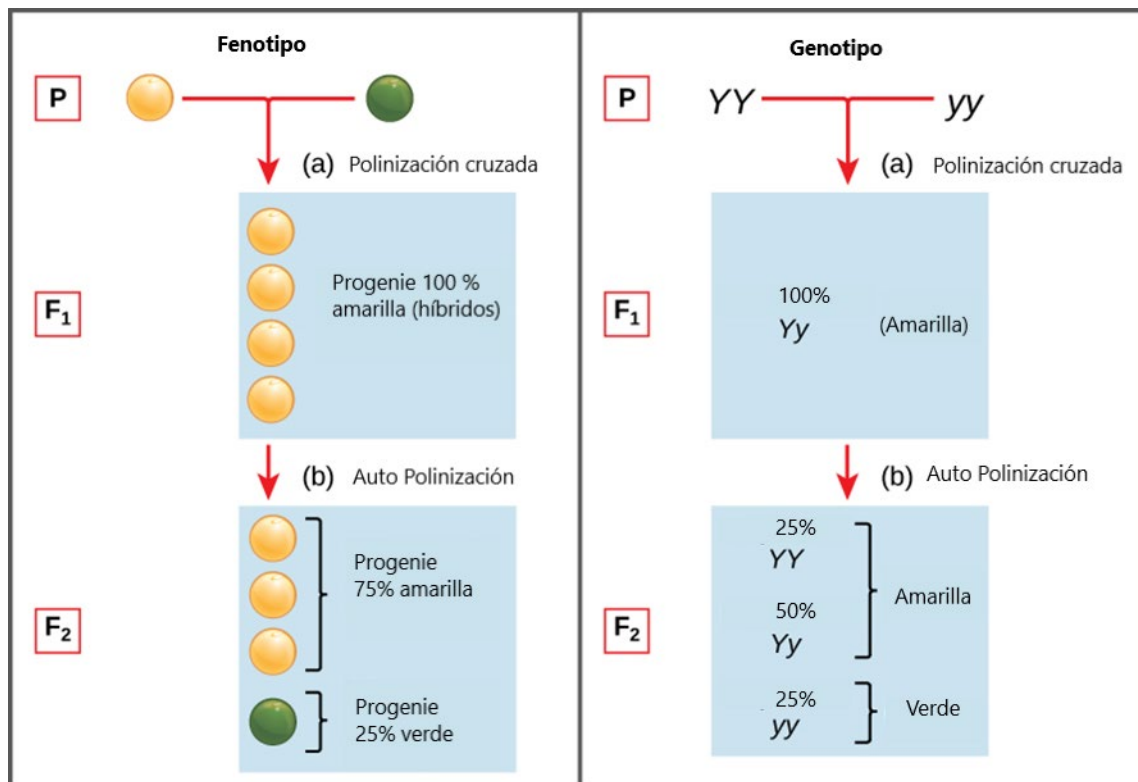 Fenotipo
P
(a) Polinización cruzada
F₁
Progenie 100 %
amarilla (híbridos)
(b) Auto Polinización
F₂
Progenie
75% amarilla
Progenie
25% verde
Genotipo
P
YY
yy
(a) Polinización cruzada
F₁
100%
Yy
(Amarilla)
(b) Auto Polinización
F₂
25%
YY
50%
Yy
Amarilla
25%
yy
Verde